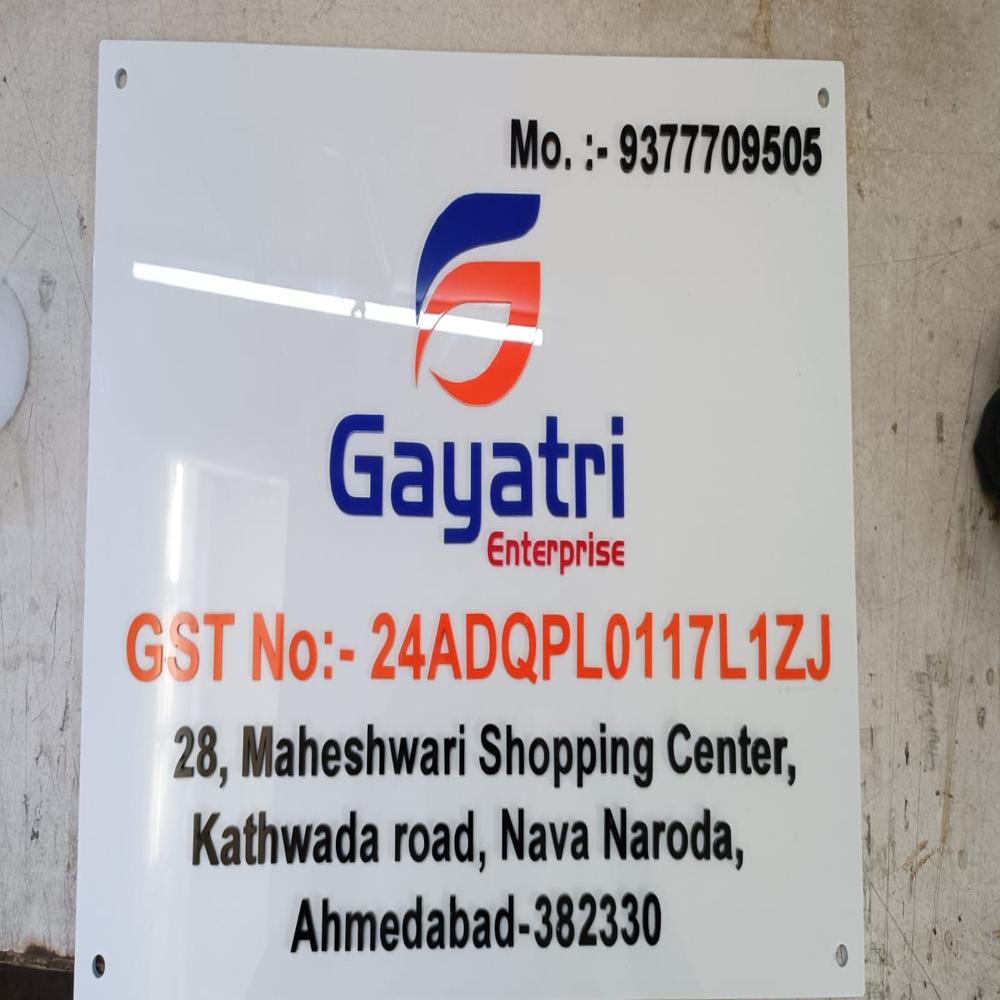 Mo. :- 9377709505
Gayatri
Enterprise
GST No:- 24ADQPL0117L1ZJ
28, Maheshwari Shopping Center,
Kathwada road, Nava Naroda,
Ahmedabad-382330